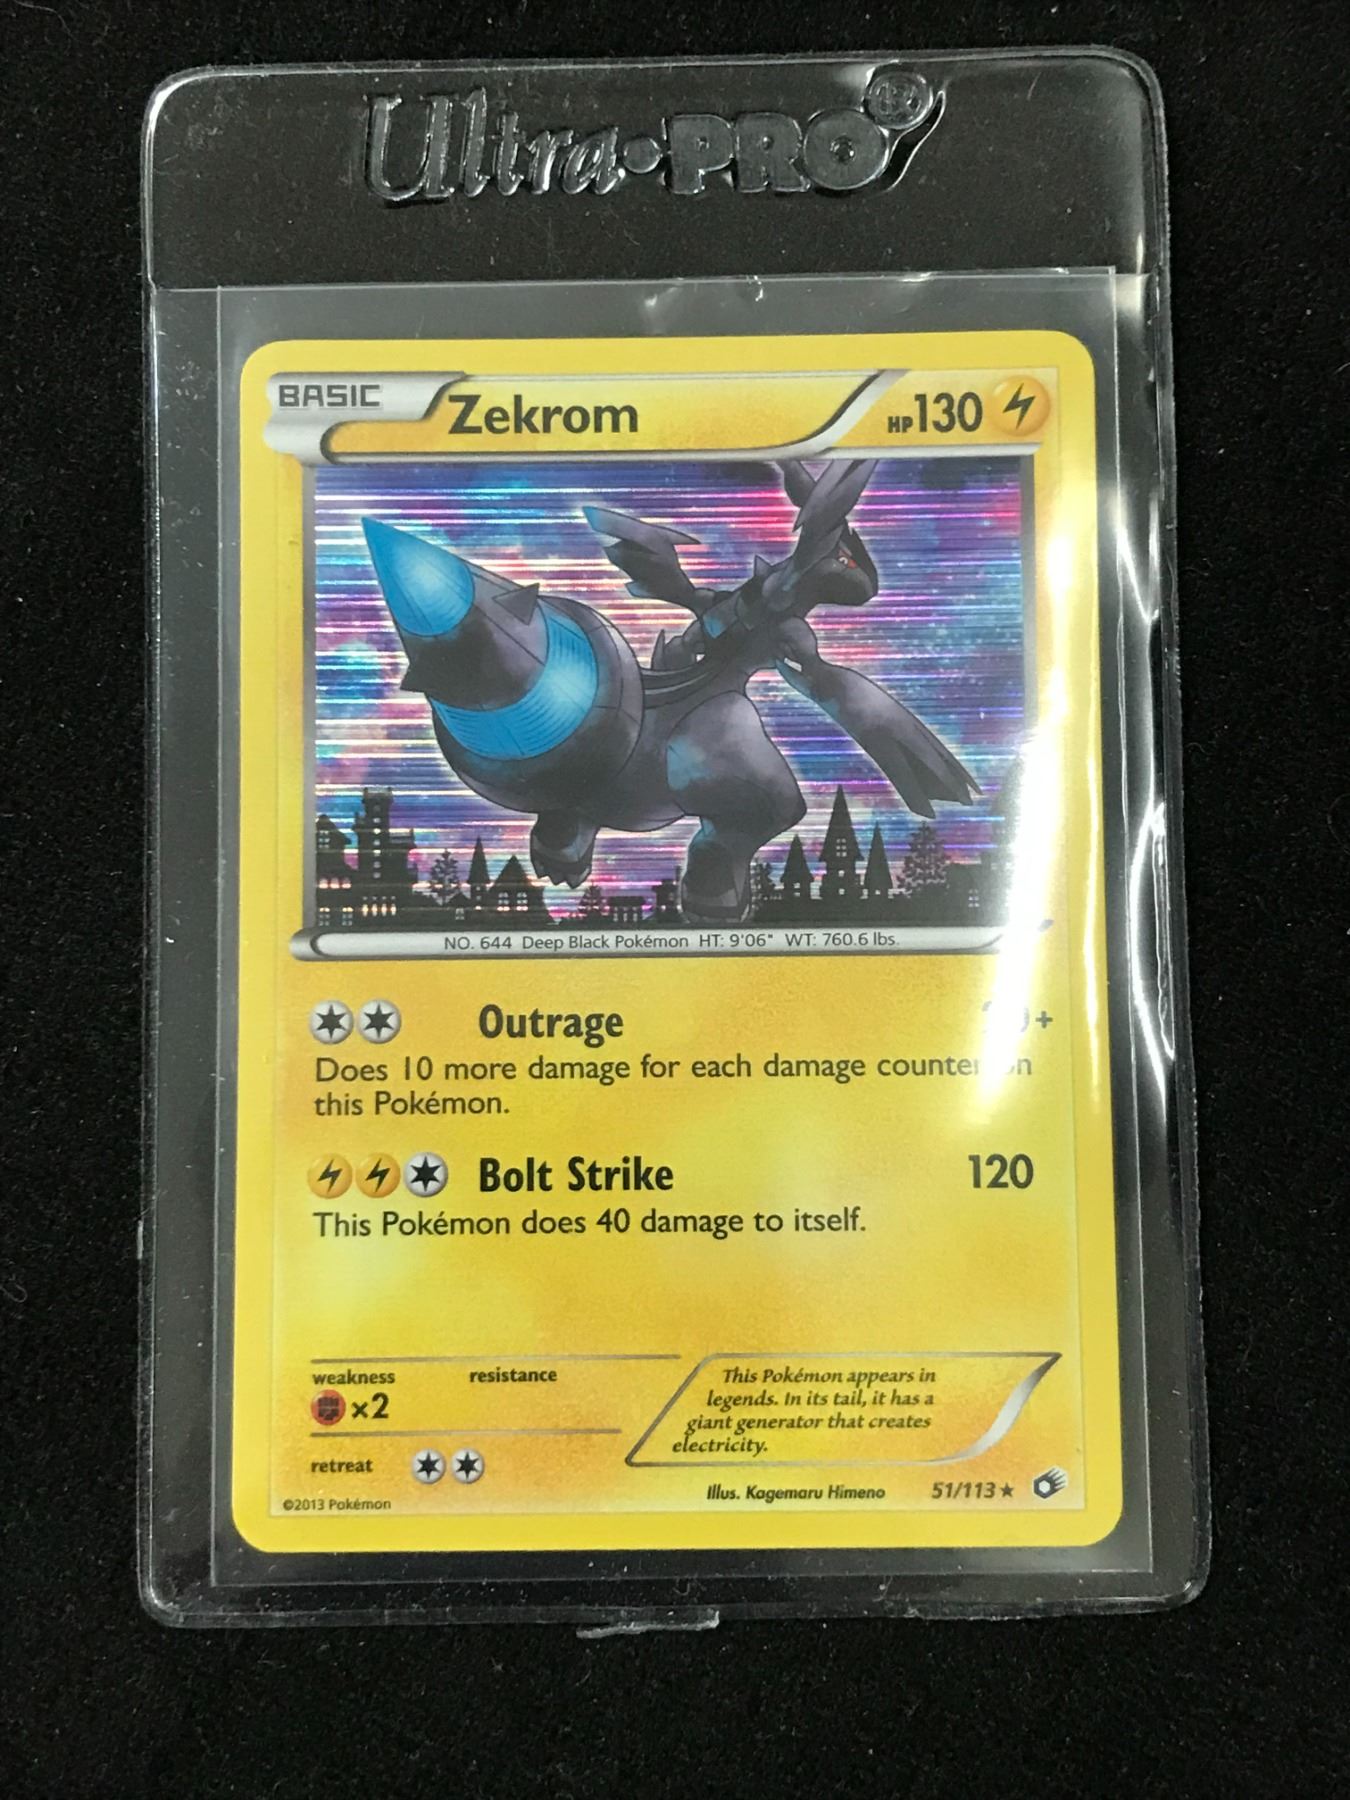 Ultra•PRO®
BASIC
Zekrom
HP130
NO. 644 Deep Black Pokémon HT: 9'06" WT: 760.6 lbs.
Outrage +
Does 10 more damage for each damage
this Pokémon.
Bolt Strike 120
This Pokémon does 40 damage to itself.
weakness resistance
×2
retreat
This Pokémon appears in
legends. In its tail, it has a
giant generator that creates
electricity.
©2013 Pokémon
Illus. Kagemaru Himeno 51/113★